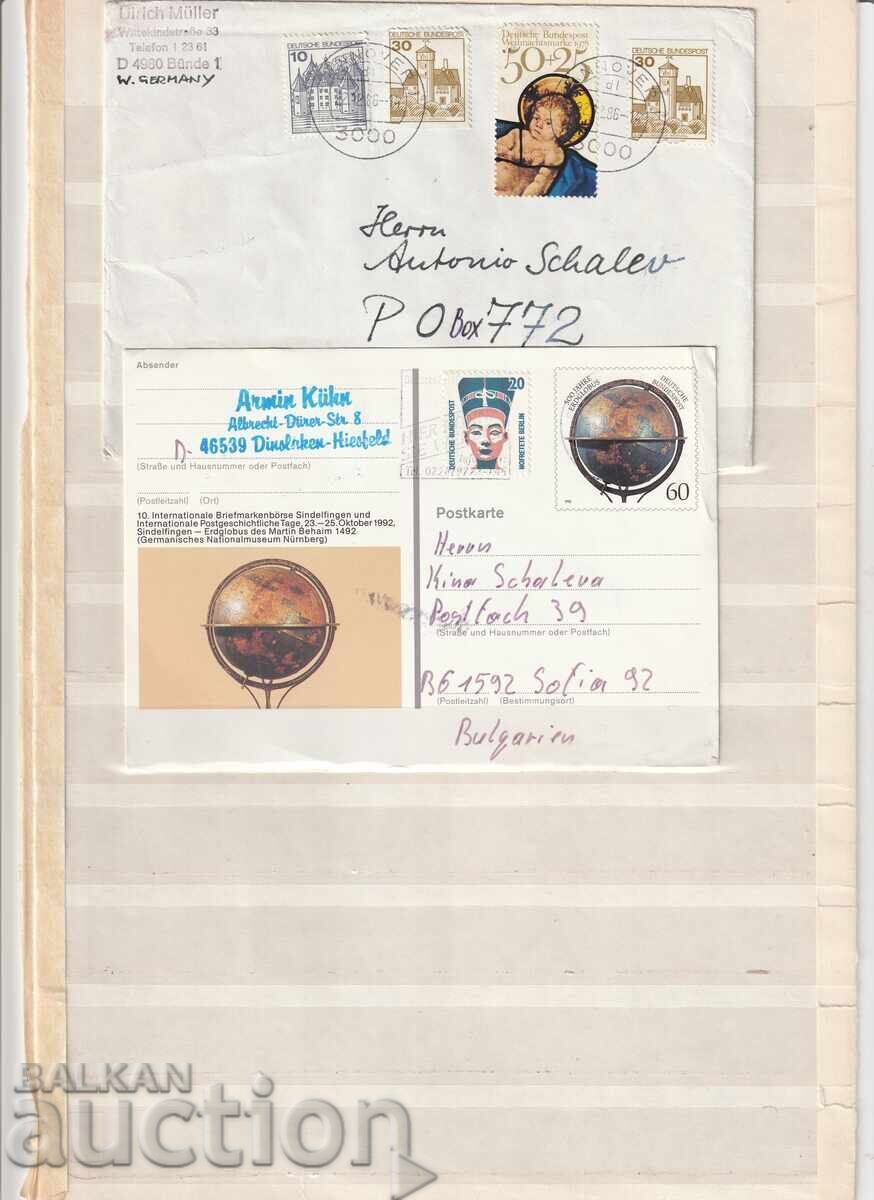 Dirich Müller
Wittekindstraße 33
Telefon 1 23 61
D 4980 Bünde 1
W. GERMANY
10
DEUTSCHE BUNDESPOST
30
DEUTSCHE BUNDESPOST
Deutsche Bundespost
Weihnachtsmarke 1978
50+25
30
DEUTSCHE BUNDESPOST
3000
3000
Herrn
Antonio Schalev
P O Box 772
Absender
Armin Kühn
Albrecht-Dürer-Str. 8
D- 46539 Dinslaken-Hiesfeld
(Straße und Hausnummer oder Postfach)
(Postleitzahl) (Ort)
10. Internationale Briefmarkenbörse Sindelfingen und
Internationale Postgeschichtliche Tage, 23.–25. Oktober 1992,
Sindelfingen – Erdglobus des Martin Behaim 1492
(Germanisches Nationalmuseum Nürnberg)
20
DEUTSCHE BUNDESPOST
NOFRETETE BERLIN
500 JAHRE
ERDGLOBUS
DEUTSCHE
BUNDESPOST
60
Postkarte
Herrn
Kina Schaleva
Postfach 39
(Straße und Hausnummer oder Postfach)
BG 1592 Sofia 92
(Postleitzahl) (Bestimmungsort)
Bulgarien
BALKAN
auction